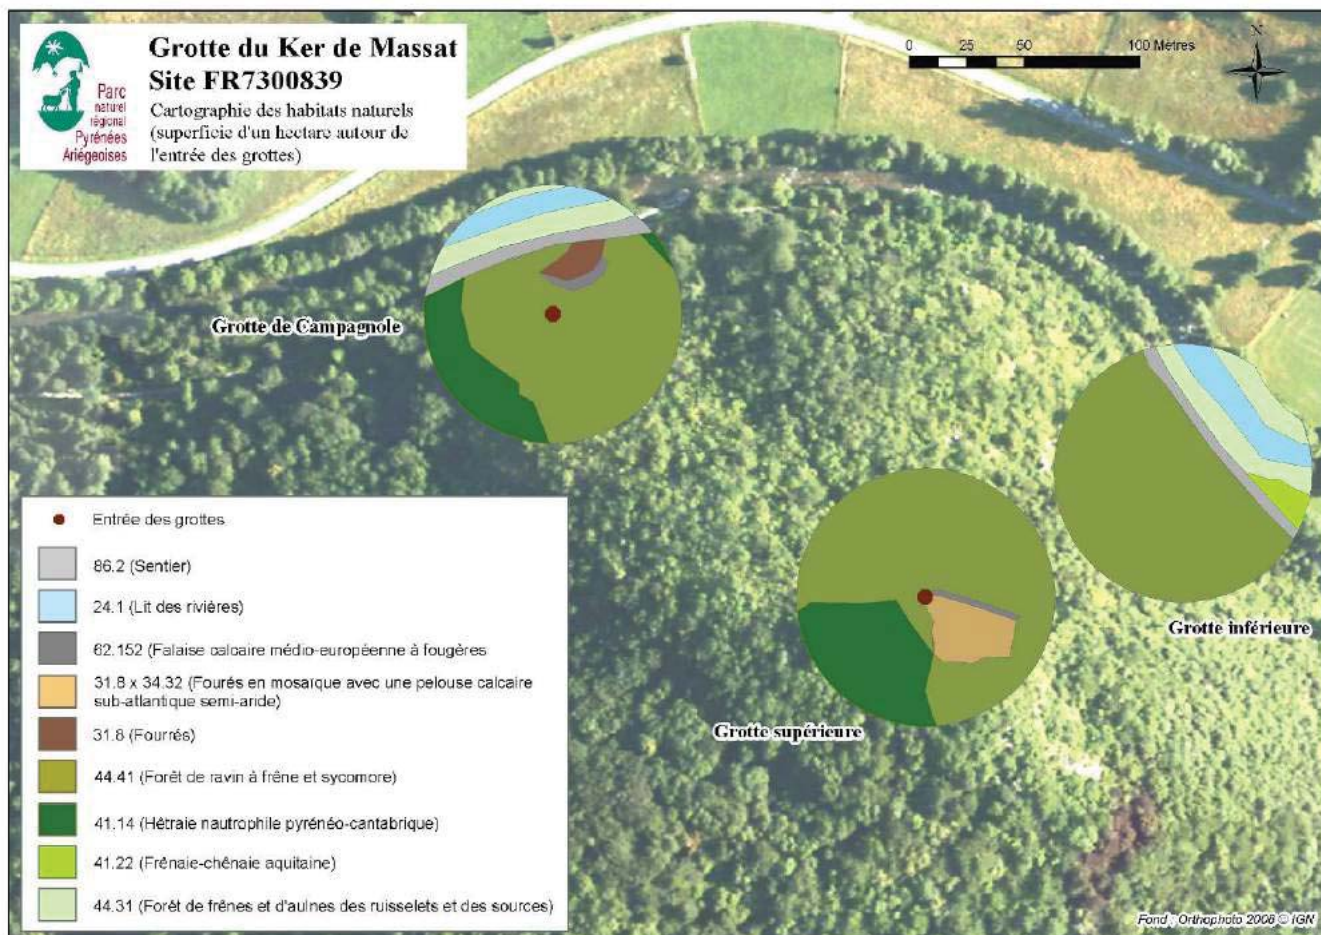 Parc
naturel
régional
Pyrénées
Ariégeoises
Grotte du Ker de Massat
Site FR7300839
Cartographie des habitats naturels
(superficie d'un hectare autour de
l'entrée des grottes)
0 25 50 100 Mètres
N
Grotte de Campagnole
Grotte inférieure
Grotte supérieure
Entrée des grottes
86.2 (Sentier)
24.1 (Lit des rivières)
62.152 (Falaise calcaire médio-européenne à fougères
31.8 x 34.32 (Fourés en mosaïque avec une pelouse calcaire
sub-atlantique semi-aride)
31.8 (Fourrés)
44.41 (Forêt de ravin à frêne et sycomore)
41.14 (Hêtraie nautrophile pyrénéo-cantabrique)
41.22 (Frênaie-chênaie aquitaine)
44.31 (Forêt de frênes et d'aulnes des ruisselets et des sources)
Fond : Orthophoto 2008 © IGN